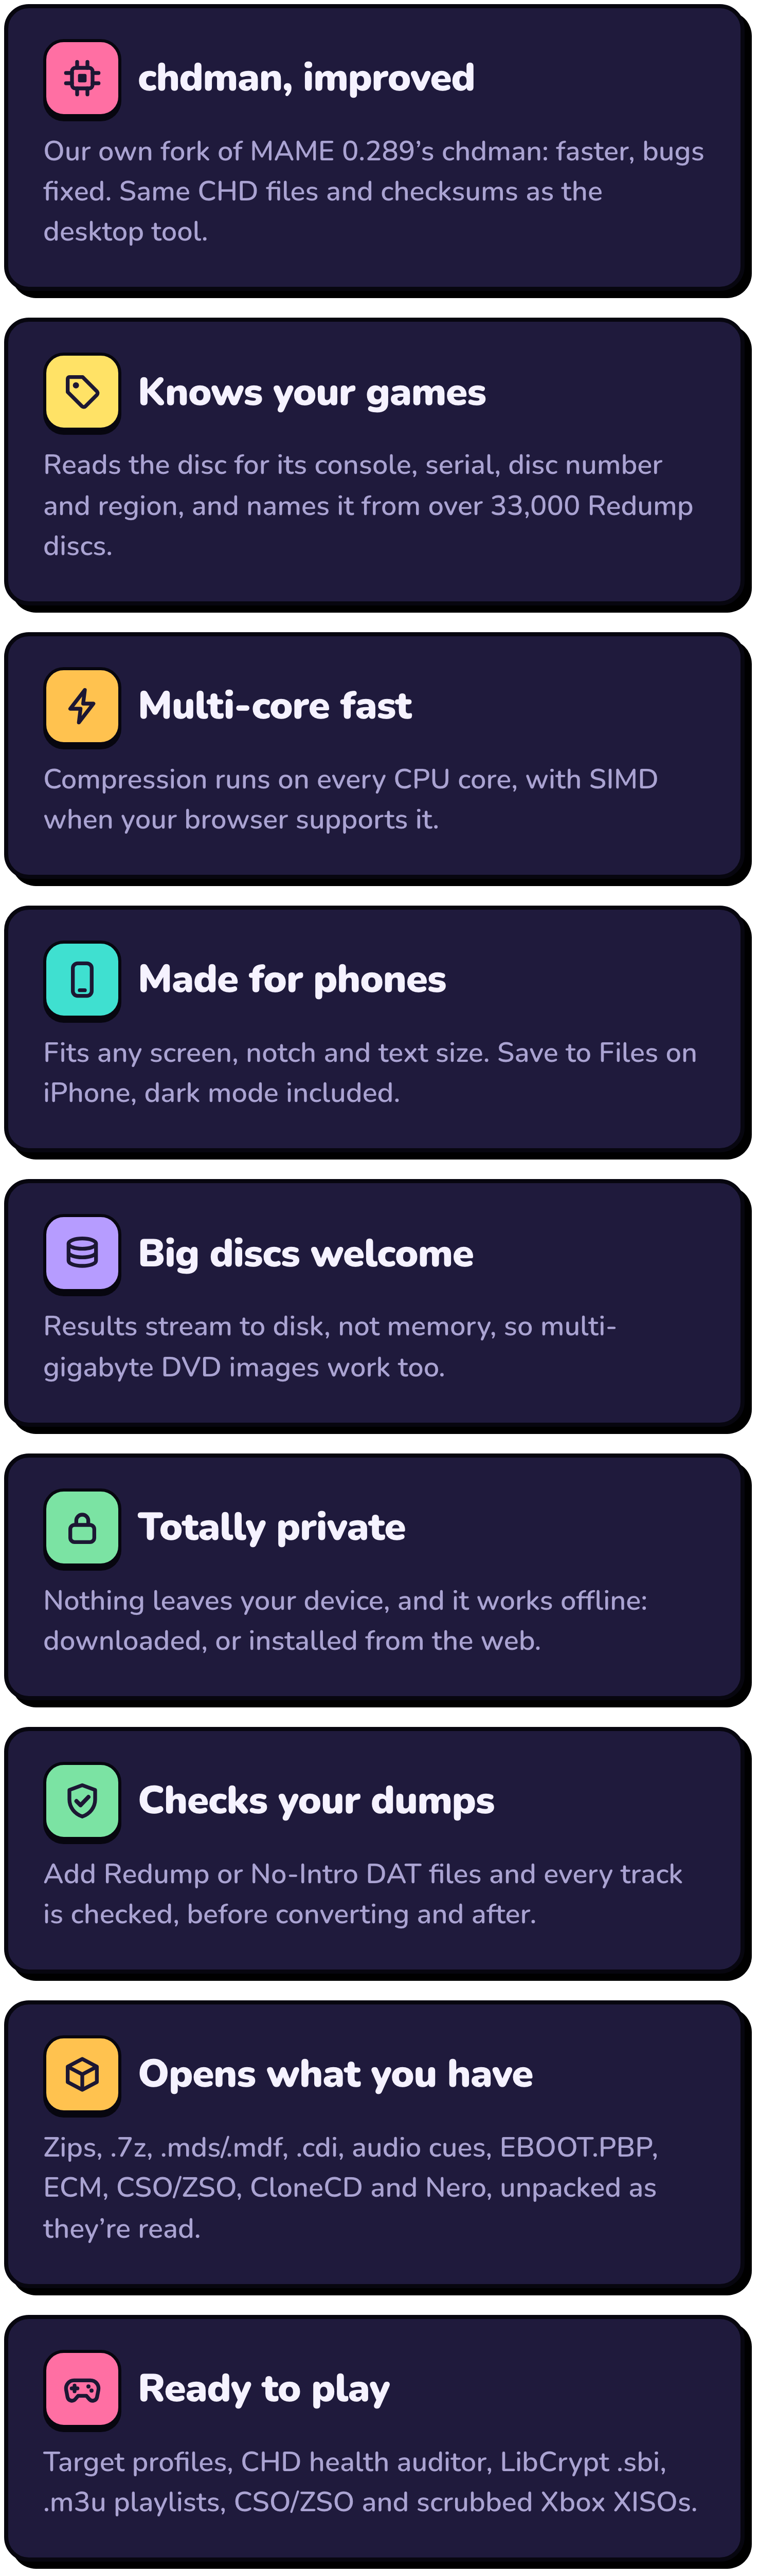 chdman, improved
Our own fork of MAME 0.289’s chdman: faster, bugs
fixed. Same CHD files and checksums as the
desktop tool.
Knows your games
Reads the disc for its console, serial, disc number
and region, and names it from over 33,000 Redump
discs.
Multi-core fast
Compression runs on every CPU core, with SIMD
when your browser supports it.
Made for phones
Fits any screen, notch and text size. Save to Files on
iPhone, dark mode included.
Big discs welcome
Results stream to disk, not memory, so multi-
gigabyte DVD images work too.
Totally private
Nothing leaves your device, and it works offline:
downloaded, or installed from the web.
Checks your dumps
Add Redump or No-Intro DAT files and every track
is checked, before converting and after.
Opens what you have
Zips, .7z, .mds/.mdf, .cdi, audio cues, EBOOT.PBP,
ECM, CSO/ZSO, CloneCD and Nero, unpacked as
they’re read.
Ready to play
Target profiles, CHD health auditor, LibCrypt .sbi,
.m3u playlists, CSO/ZSO and scrubbed Xbox XISOs.